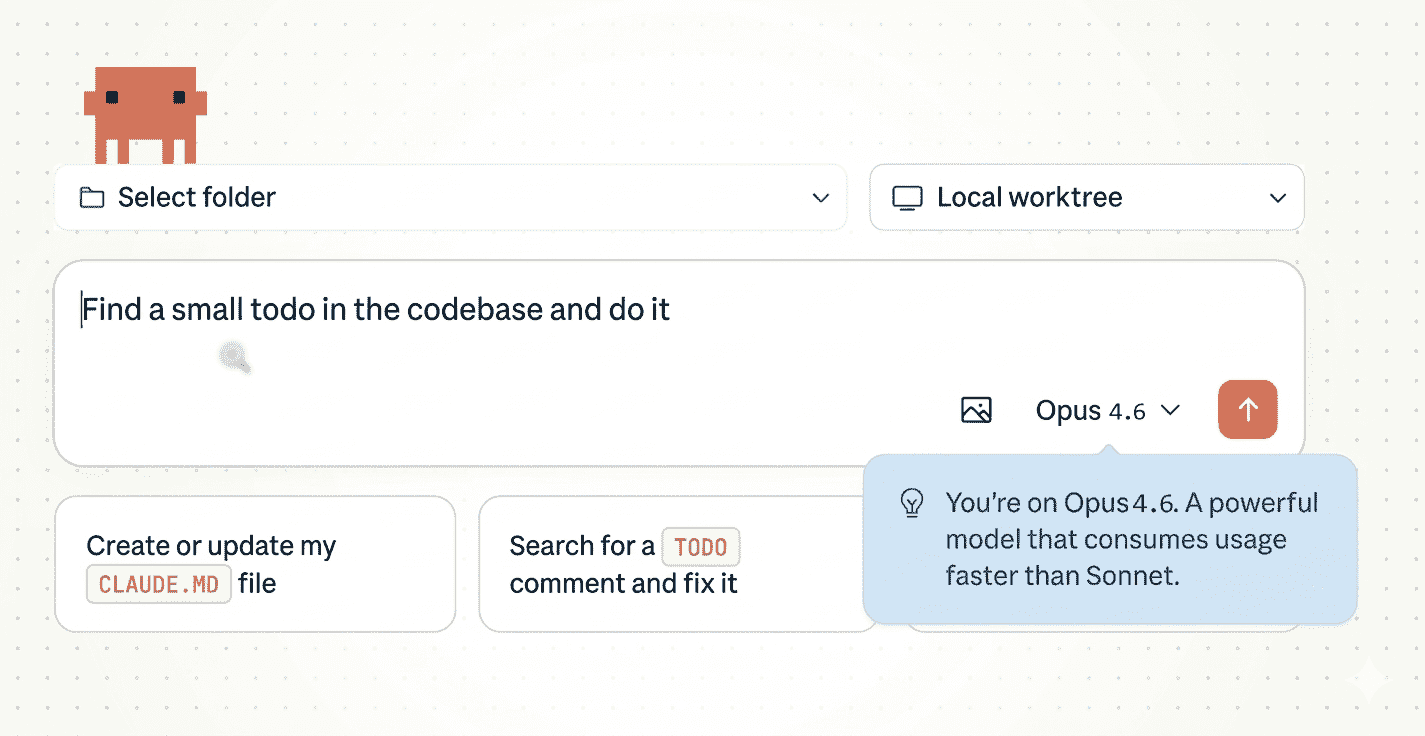 Select folder
Local worktree
Find a small todo in the codebase and do it
Opus 4.6
You're on Opus 4.6. A powerful
model that consumes usage
faster than Sonnet.
Create or update my
CLAUDE.MD file
Search for a TODO
comment and fix it